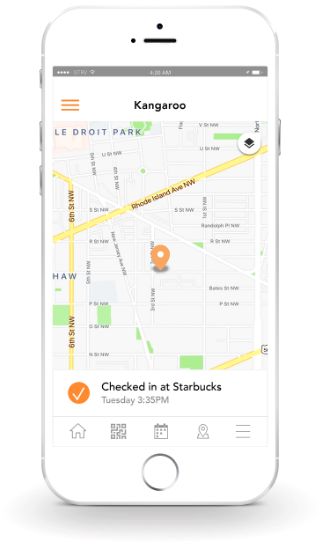 4:20 AM
Kangaroo
LE DROIT PARK
U St NW
U St NW
Rhode Island Ave NW
6th St NW
S St NW
S St NW
1st St NW
Randolph Pl NW
R St NW
R St NW
New Jersey Ave NW
3rd St NW
5th St NW
HAW
Bates St NW
P St NW
P St NW
3rd St NW
6th St NW
N St NW
Checked in at Starbucks
Tuesday 3:35PM